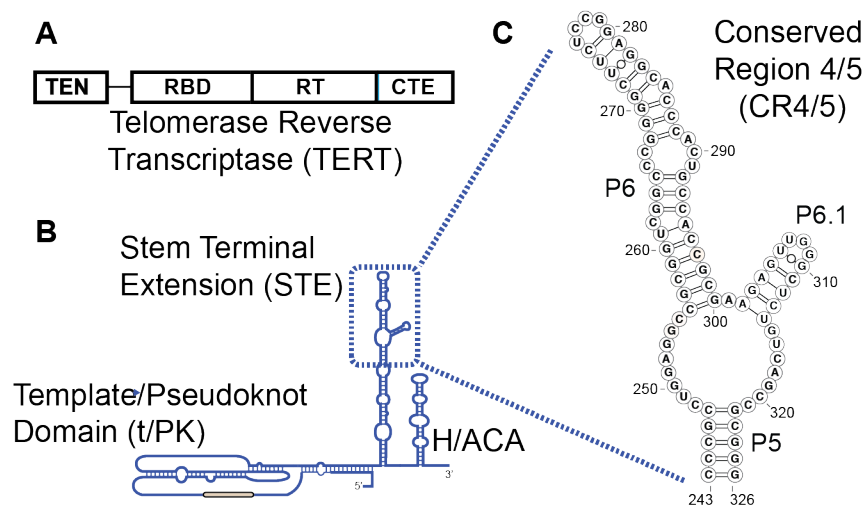 A
TEN RBD RT CTE
Telomerase Reverse
Transcriptase (TERT)
B
Stem Terminal
Extension (STE)
Template/Pseudoknot
Domain (t/PK)
H/ACA
5'
3'
C
Conserved
Region 4/5
(CR4/5)
280
270
290
P6
P6.1
260
310
300
250
320
P5
243 326